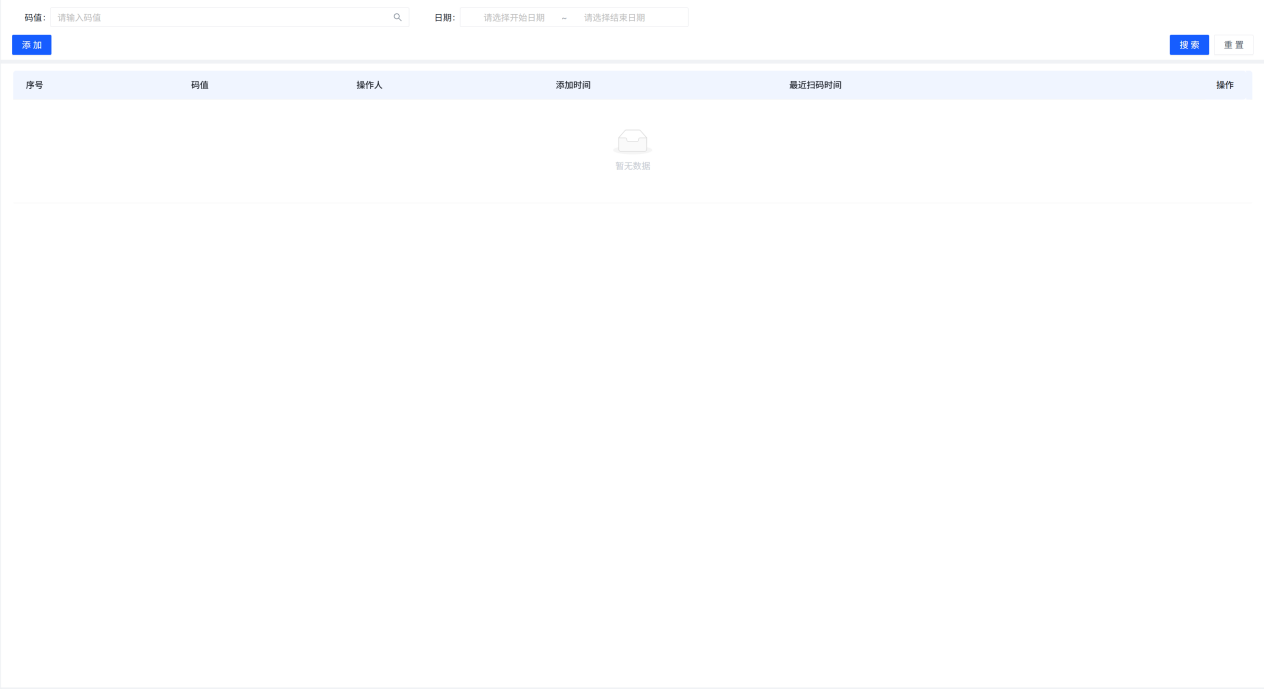 码值: 请输入码值 日期: 请选择开始日期 ~ 请选择结束日期
添 加 搜 索 重 置
序号 码值 操作人 添加时间 最近扫码时间 操作
暂无数据